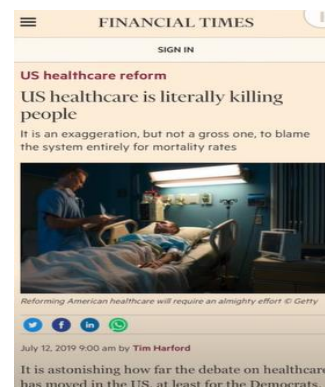 FINANCIAL TIMES
SIGN IN
US healthcare reform
US healthcare is literally killing
people
It is an exaggeration, but not a gross one, to blame
the system entirely for mortality rates
Reforming American healthcare will require an almighty effort © Getty
July 12, 2019 9:00 am by Tim Harford
It is astonishing how far the debate on healthcare
has moved in the US, at least for the Democrats.